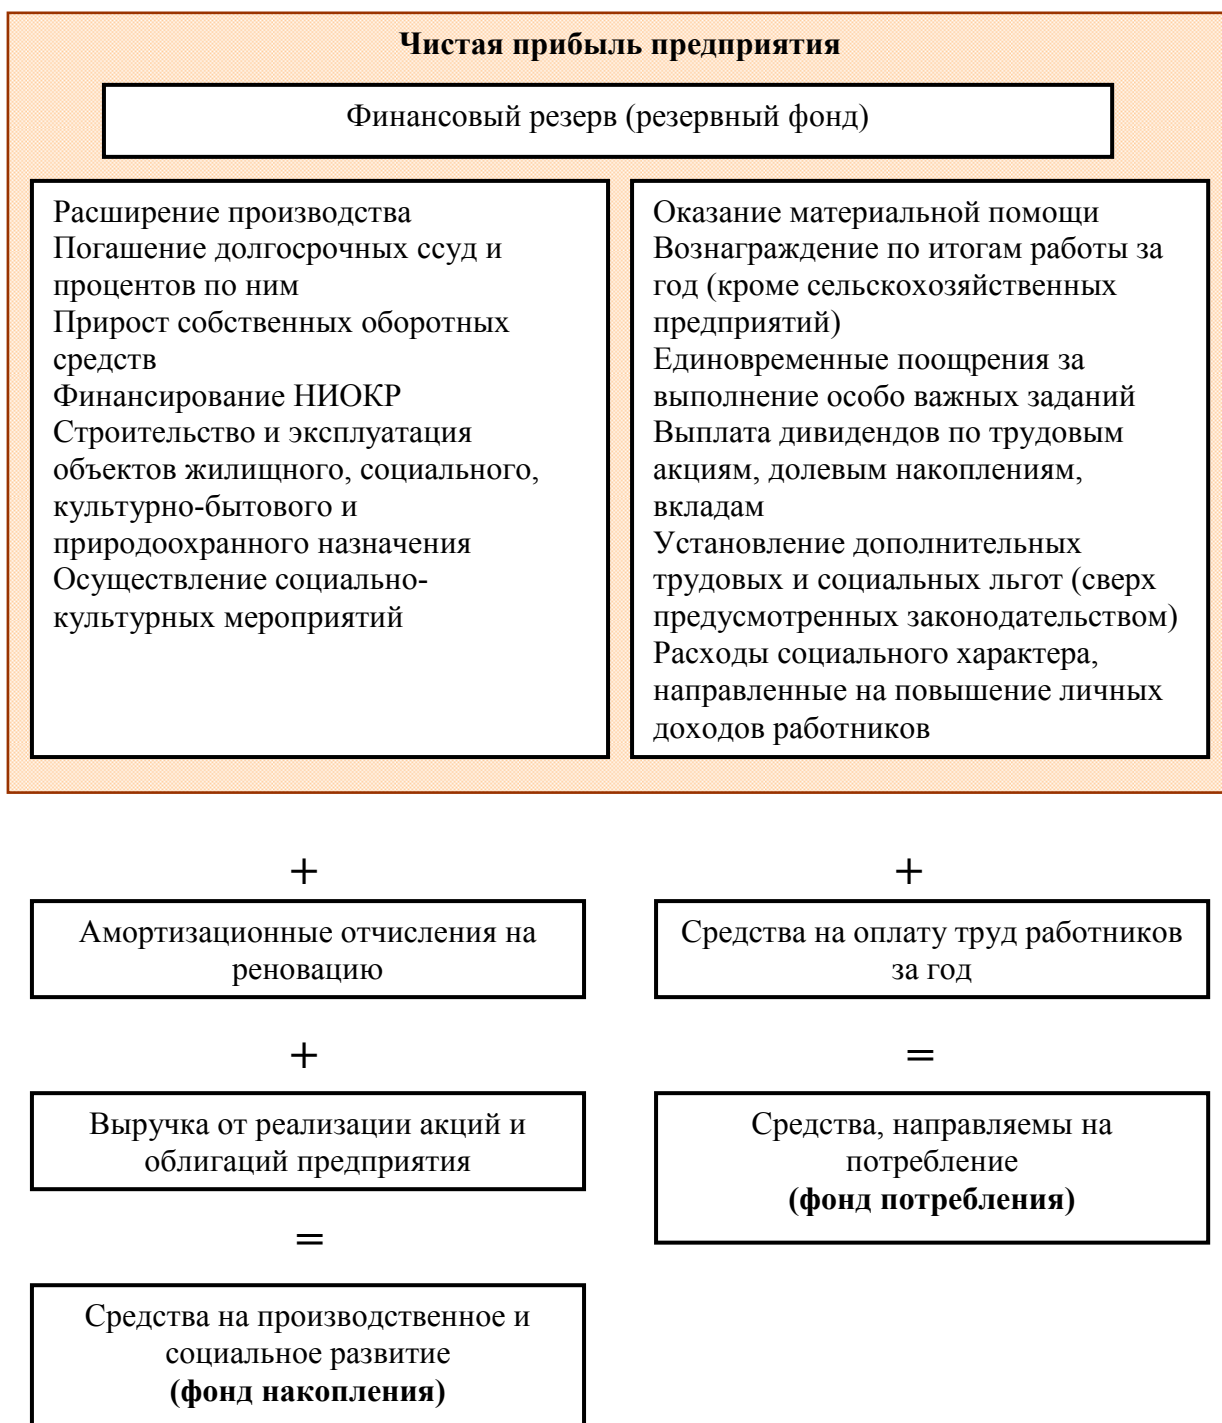 Чистая прибыль предприятия
Финансовый резерв (резервный фонд)
Расширение производства
Погашение долгосрочных ссуд и
процентов по ним
Прирост собственных оборотных
средств
Финансирование НИОКР
Строительство и эксплуатация
объектов жилищного, социального,
культурно-бытового и
природоохранного назначения
Осуществление социально-
культурных мероприятий
Оказание материальной помощи
Вознаграждение по итогам работы за
год (кроме сельскохозяйственных
предприятий)
Единовременные поощрения за
выполнение особо важных заданий
Выплата дивидендов по трудовым
акциям, долевым накоплениям,
вкладам
Установление дополнительных
трудовых и социальных льгот (сверх
предусмотренных законодательством)
Расходы социального характера,
направленные на повышение личных
доходов работников
+
Амортизационные отчисления на
реновацию
+
Выручка от реализации акций и
облигаций предприятия
=
Средства на производственное и
социальное развитие
(фонд накопления)
+
Средства на оплату труд работников
за год
=
Средства, направляемы на
потребление
(фонд потребления)